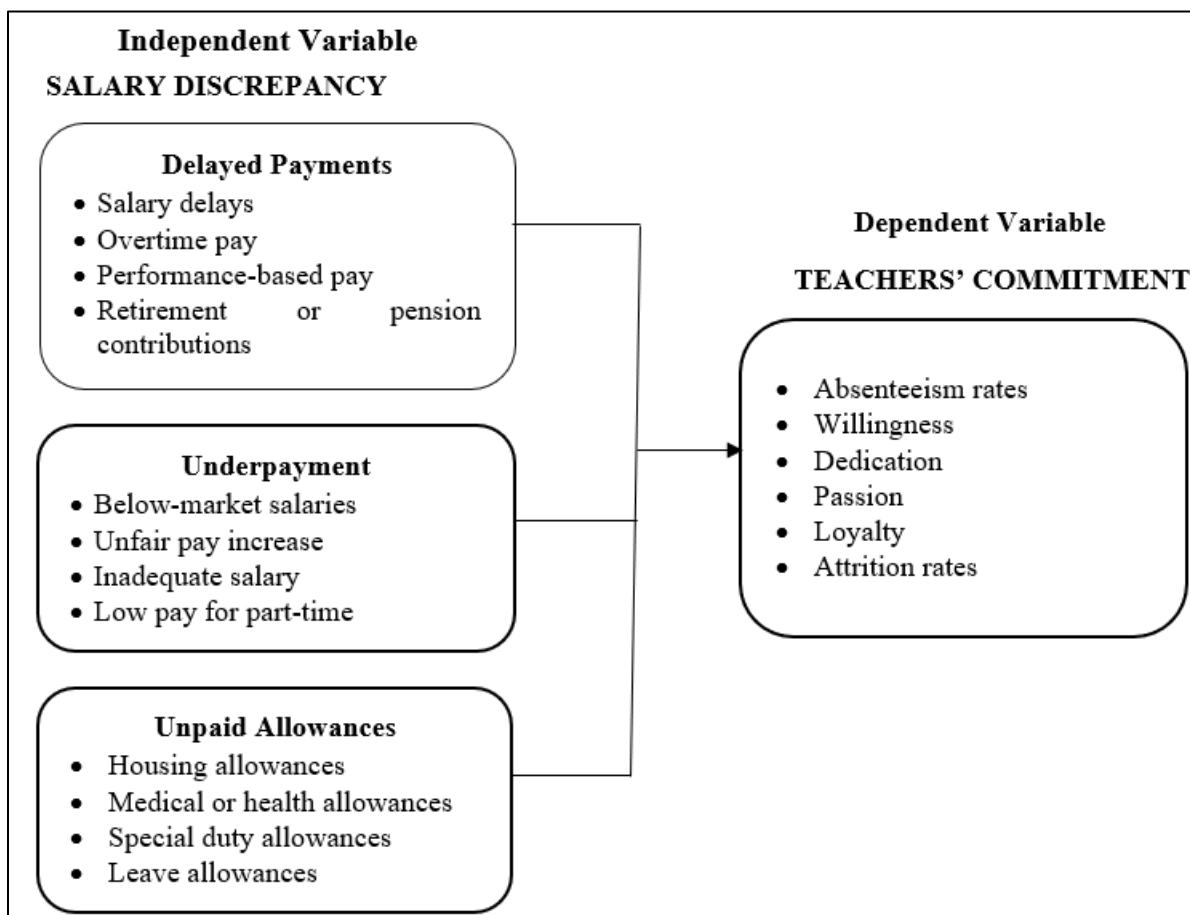 Independent Variable
SALARY DISCREPANCY
Delayed Payments
• Salary delays
• Overtime pay
• Performance-based pay
• Retirement or pension
contributions
Underpayment
• Below-market salaries
• Unfair pay increase
• Inadequate salary
• Low pay for part-time
Unpaid Allowances
• Housing allowances
• Medical or health allowances
• Special duty allowances
• Leave allowances
Dependent Variable
TEACHERS’ COMMITMENT
• Absenteeism rates
• Willingness
• Dedication
• Passion
• Loyalty
• Attrition rates